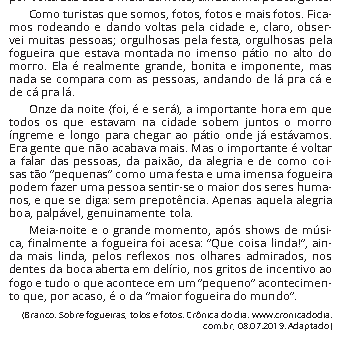 Como turistas que somos, fotos, fotos e mais fotos. Fica-
mos rodeando e dando voltas pela cidade e, claro, obser-
vei muitas pessoas; orgulhosas pela festa, orgulhosas pela
fogueira que estava montada no imenso pátio no alto do
morro. Ela é realmente grande, bonita e imponente, mas
nada se compara com as pessoas, andando de lá pra cá e
de cá pra lá.
Onze da noite (foi, é e será), a importante hora em que
todos os que estavam na cidade sobem juntos o morro
íngreme e longo para chegar ao pátio onde já estávamos.
Era gente que não acabava mais. Mas o importante é voltar
a falar das pessoas, da paixão, da alegria e de como coi-
sas tão “pequenas” como uma festa e uma imensa fogueira
podem fazer uma pessoa sentir-se o maior dos seres huma-
nos, e que se diga: sem prepotência. Apenas aquela alegria
boa, palpável, genuinamente tola.
Meia-noite e o grande momento, após shows de músi-
ca, finalmente a fogueira foi acesa: “Que coisa linda!”, ain-
da mais linda, pelos reflexos nos olhares admirados, nos
dentes da boca aberta em delírio, nos gritos de incentivo ao
fogo e tudo o que acontece em um “pequeno” acontecimen-
to que, por acaso, é o da “maior fogueira do mundo”.
(Branco. Sobre fogueiras, tolos e fotos. Crônica do dia. www.cronicadodia.
com.br, 08.07.2019. Adaptado)